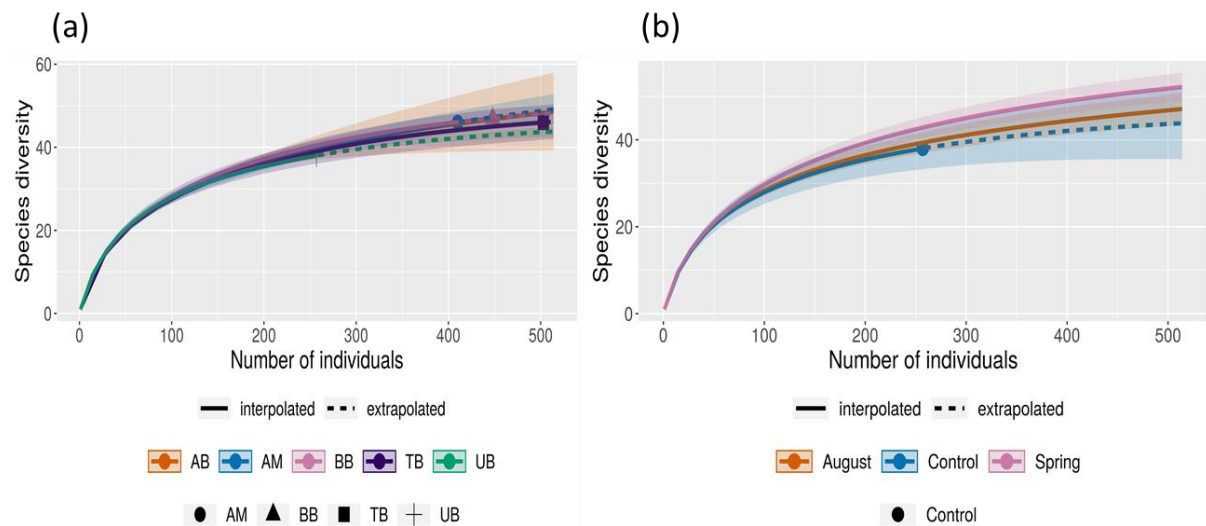 (a)
60
40
20
0
Species diversity
0 100 200 300 400 500
Number of individuals
interpolated extrapolated
AB AM BB TB UB
AM BB TB UB
(b)
40
20
0
Species diversity
0 100 200 300 400 500
Number of individuals
interpolated extrapolated
August Control Spring
Control